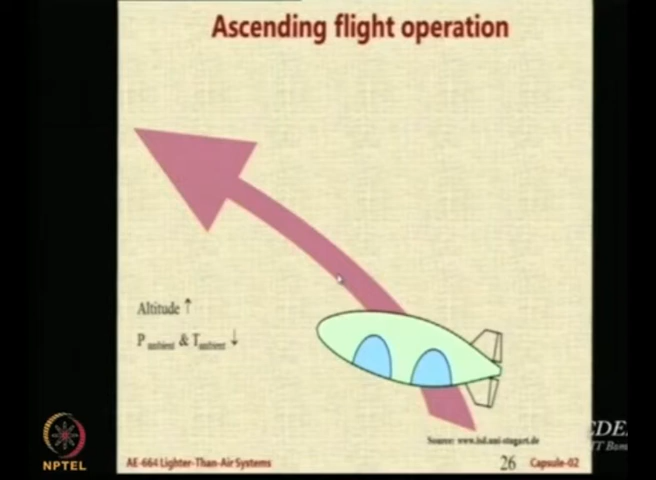 Ascending flight operation
Altitude ↑
P ambient & T ambient ↓
Source: www.isd.uni-stugart.de
AE-664 Lighter-Than-Air Systems
26
Capsule-02
NPTEL